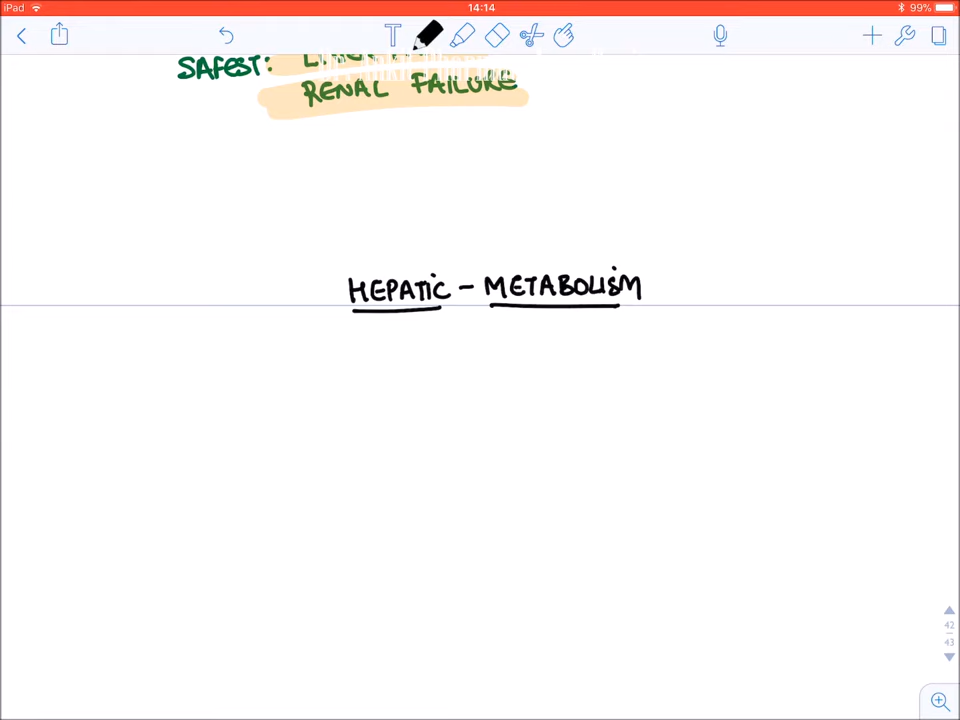 iPad 14:14 99%
SAFEST:
RENAL FAILURE
HEPATIC - METABOLISM
42
43